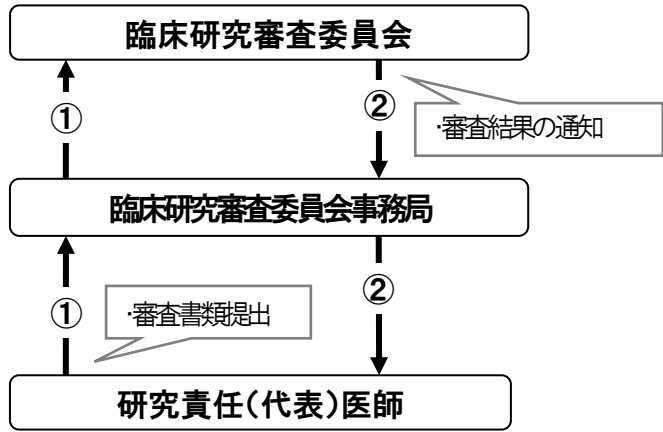 臨床研究審査委員会
①
②
･審査結果の通知
臨床研究審査委員会事務局
①
②
･審査書類提出
研究責任(代表)医師